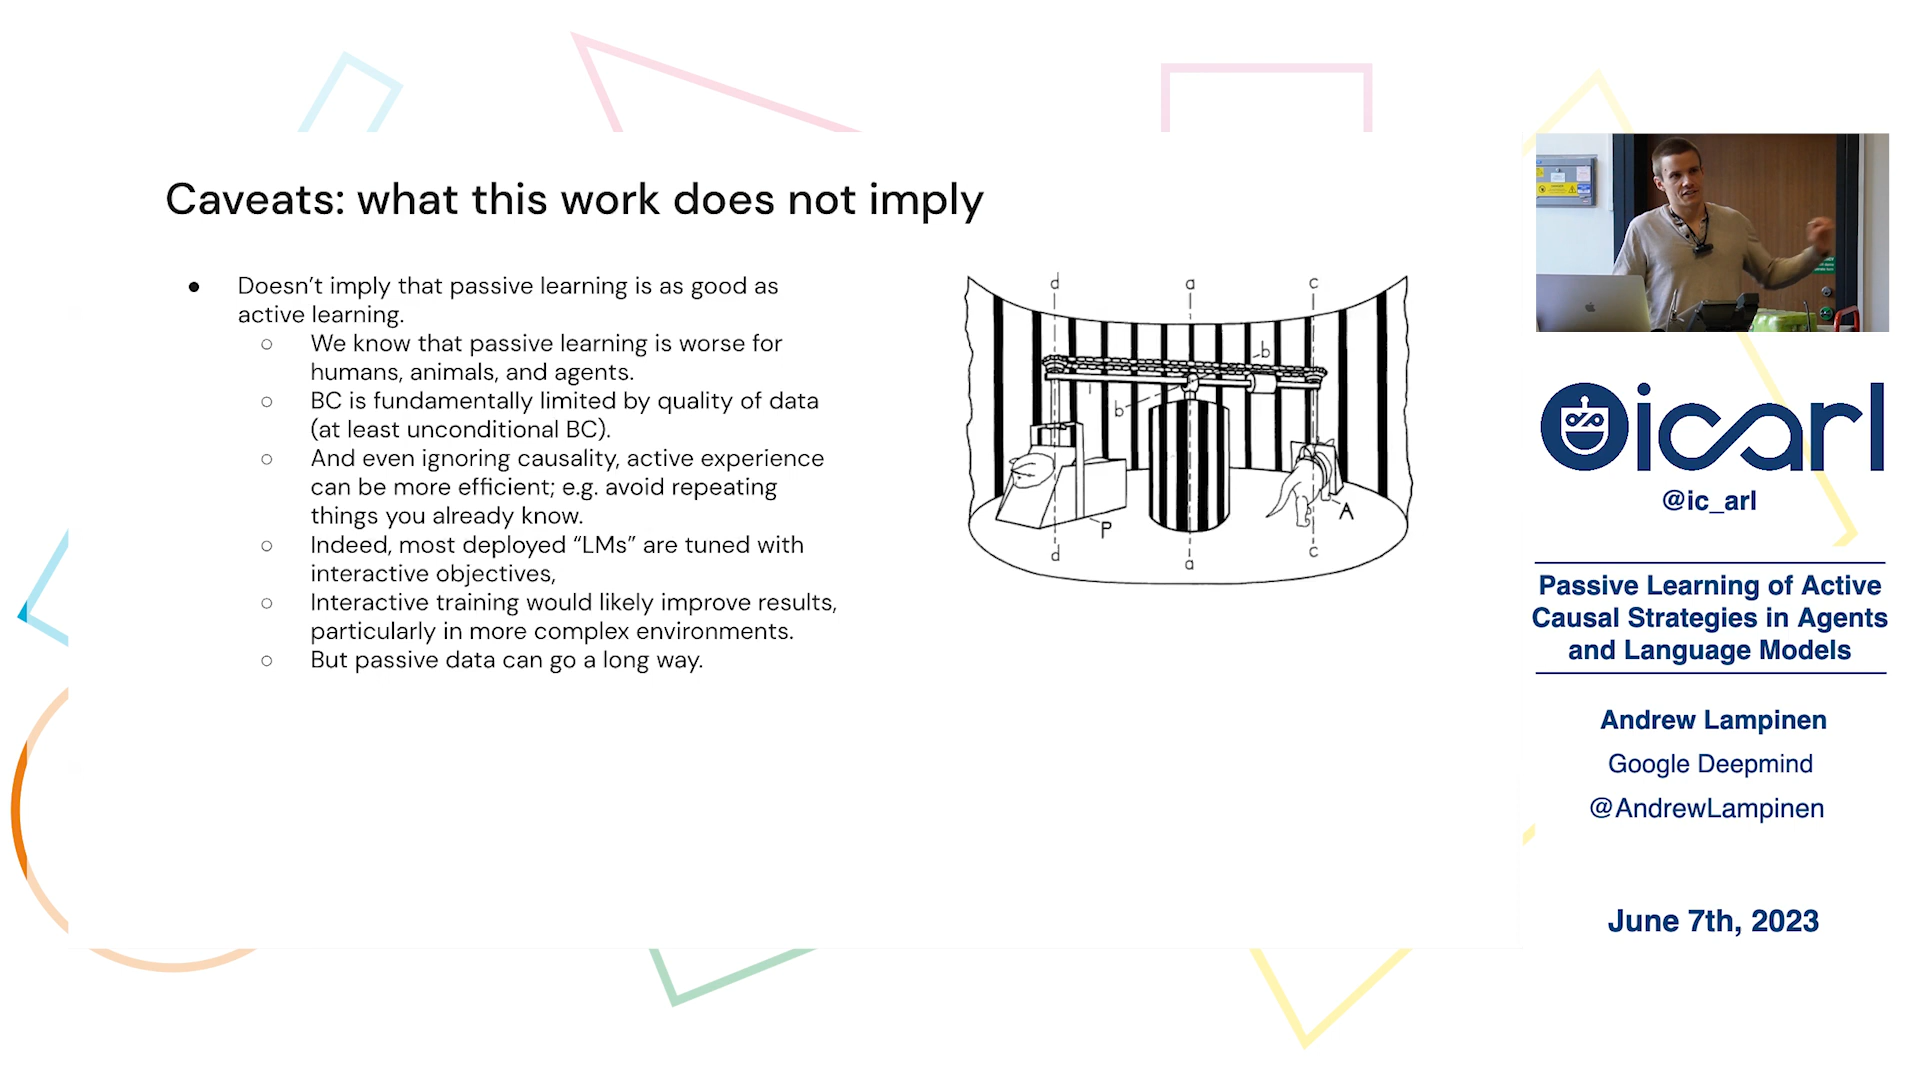 Caveats: what this work does not imply
● Doesn’t imply that passive learning is as good as
active learning.
○ We know that passive learning is worse for
humans, animals, and agents.
○ BC is fundamentally limited by quality of data
(at least unconditional BC).
○ And even ignoring causality, active experience
can be more efficient; e.g. avoid repeating
things you already know.
○ Indeed, most deployed “LMs” are tuned with
interactive objectives,
○ Interactive training would likely improve results,
particularly in more complex environments.
○ But passive data can go a long way.
d a c
b
b
A
P
d a c
icarl
@ic_arl
Passive Learning of Active
Causal Strategies in Agents
and Language Models
Andrew Lampinen
Google Deepmind
@AndrewLampinen
June 7th, 2023